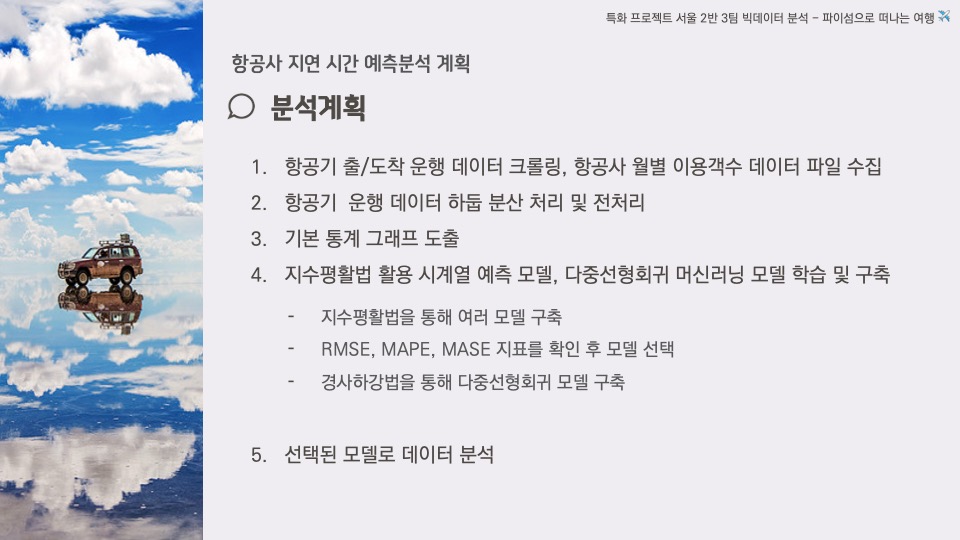 특화 프로젝트 서울 2반 3팀 빅데이터 분석 - 파이썸으로 떠나는 여행 ✈️
항공사 지연 시간 예측분석 계획
분석계획
1. 항공기 출/도착 운행 데이터 크롤링, 항공사 월별 이용객수 데이터 파일 수집
2. 항공기 운행 데이터 하둡 분산 처리 및 전처리
3. 기본 통계 그래프 도출
4. 지수평활법 활용 시계열 예측 모델, 다중선형회귀 머신러닝 모델 학습 및 구축
- 지수평활법을 통해 여러 모델 구축
- RMSE, MAPE, MASE 지표를 확인 후 모델 선택
- 경사하강법을 통해 다중선형회귀 모델 구축
5. 선택된 모델로 데이터 분석